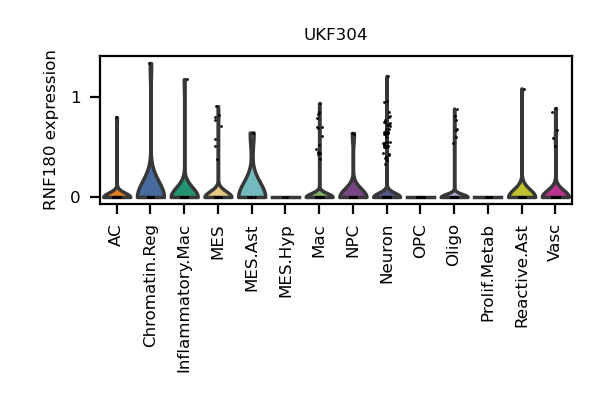 UKF304
RNF180 expression
1
0
AC
Chromatin.Reg
Inflammatory.Mac
MES
MES.Ast
MES.Hyp
Mac
NPC
Neuron
OPC
Oligo
Prolif.Metab
Reactive.Ast
Vasc